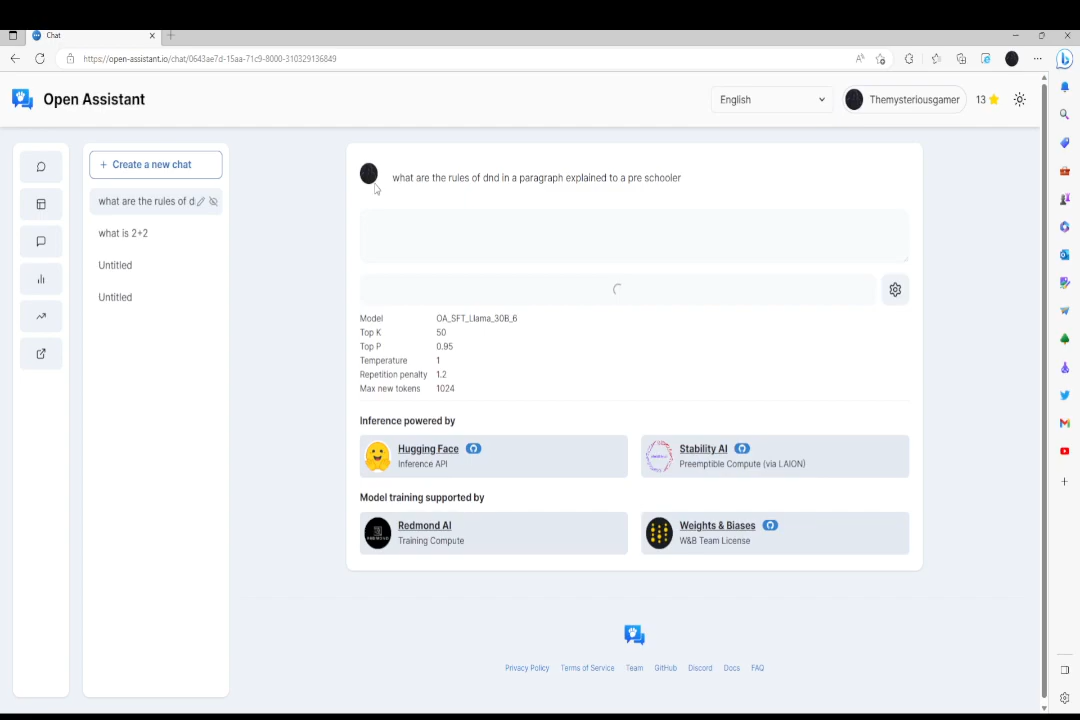 Chat
https://open-assistant.io/chat/0643ae7d-15aa-71c9-8000-310329136849
Open Assistant
English
Themysteriousgamer
13
+ Create a new chat
what are the rules of d
what is 2+2
Untitled
Untitled
what are the rules of dnd in a paragraph explained to a pre schooler
Model OA_SFT_Llama_30B_6
Top K 50
Top P 0.95
Temperature 1
Repetition penalty 1.2
Max new tokens 1024
Inference powered by
Hugging Face
Inference API
Stability AI
Preemptible Compute (via LAION)
Model training supported by
Redmond AI
Training Compute
Weights & Biases
W&B Team License
Privacy Policy Terms of Service Team GitHub Discord Docs FAQ